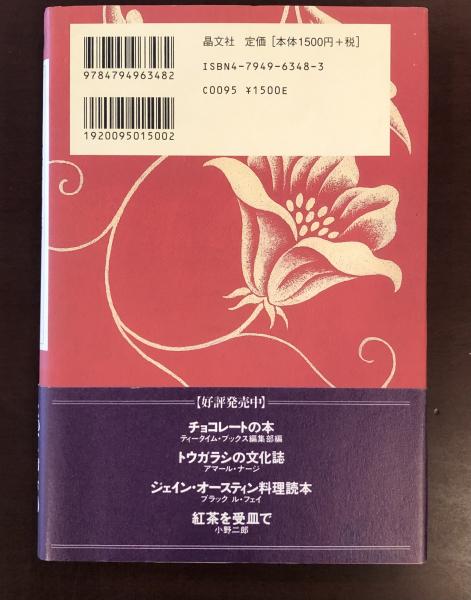 晶文社 定価[本体1500円+税]
ISBN4-7949-6348-3
C0095 ¥1500E
9784794963482
1920095015002
【好評発売中】
チョコレートの本
ティータイム・ブックス編集部編
トウガラシの文化誌
アマール・ナージ
ジェイン・オースティン料理読本
ブラック ル・フェイ
紅茶を受皿で
小野二郎